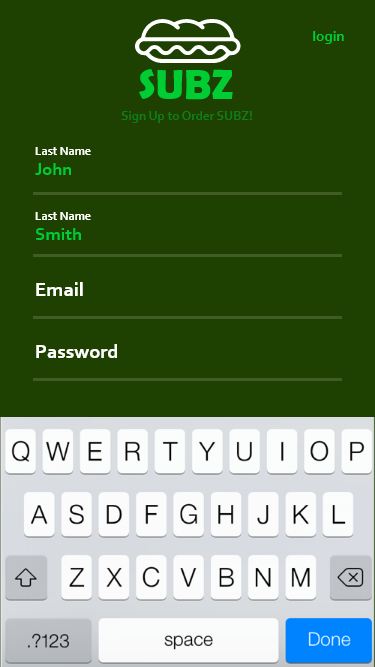 login
SUBZ
Sign Up to Order SUBZ!
Last Name
John
Last Name
Smith
Email
Password
Q W E R T Y U I O P
A S D F G H J K L
Z X C V B N M
.?123 space Done